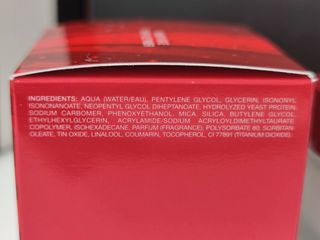 INGREDIENTS: AQUA (WATER/EAU), PENTYLENE GLYCOL, GLYCERIN, ISONONYL
ISONONANOATE, NEOPENTYL GLYCOL DIHEPTANOATE, HYDROLYZED YEAST PROTEIN,
SODIUM CARBOMER, PHENOXYETHANOL, MICA, SILICA, BUTYLENE GLYCOL,
ETHYLHEXYLGLYCERIN, ACRYLAMIDE/SODIUM ACRYLOYLDIMETHYLTAURATE
COPOLYMER, ISOHEXADECANE, PARFUM (FRAGRANCE), POLYSORBATE 80, SORBITAN
OLEATE, TIN OXIDE, LINALOOL, COUMARIN, TOCOPHEROL, CI 77891 (TITANIUM DIOXIDE).